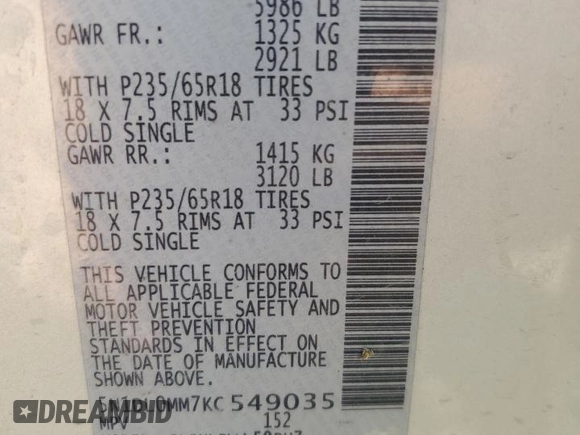 5986 LB
GAWR FR.: 1325 KG
2921 LB
WITH P235/65R18 TIRES
18 X 7.5 RIMS AT 33 PSI
COLD SINGLE
GAWR RR.: 1415 KG
3120 LB
WITH P235/65R18 TIRES
18 X 7.5 RIMS AT 33 PSI
COLD SINGLE
THIS VEHICLE CONFORMS TO
ALL APPLICABLE FEDERAL
MOTOR VEHICLE SAFETY AND
THEFT PREVENTION
STANDARDS IN EFFECT ON
THE DATE OF MANUFACTURE
SHOWN ABOVE.
5N1DL0MM7KC549035
MPV 152
DREAMBID